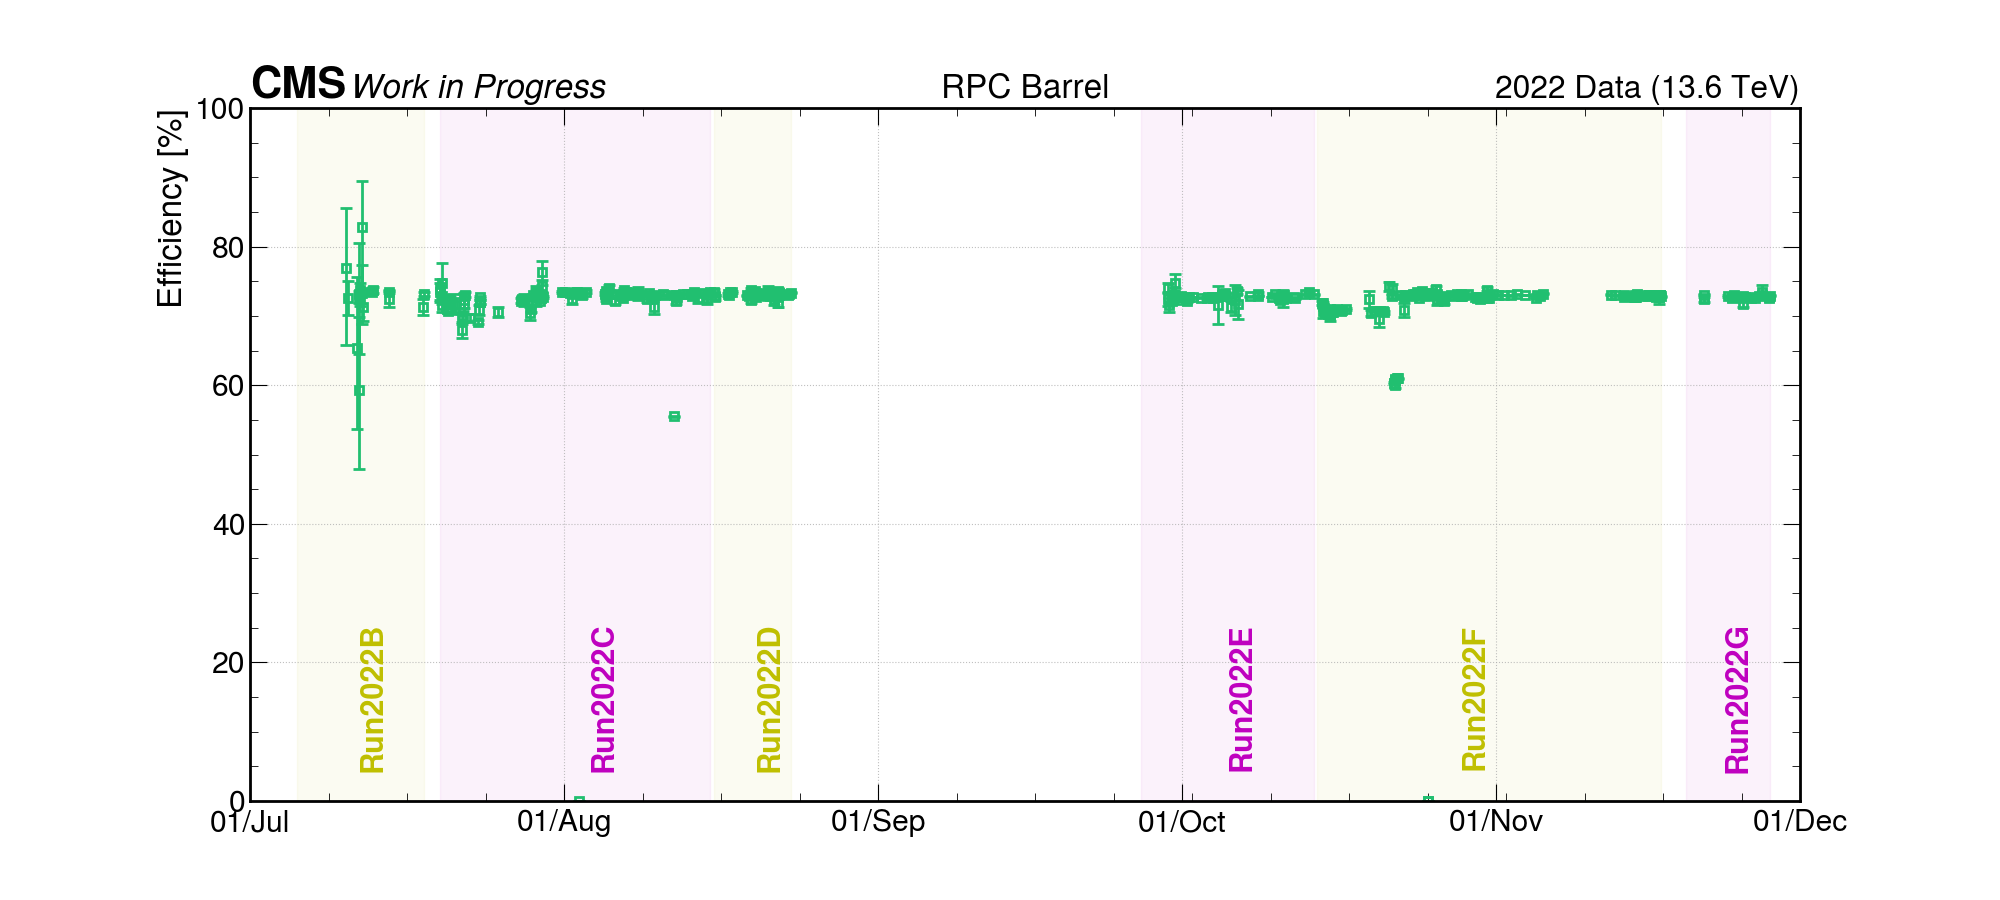 CMS Work in Progress RPC Barrel 2022 Data (13.6 TeV)
Efficiency [%]
100
80
60
40
20
0
Run2022B Run2022C Run2022D Run2022E Run2022F Run2022G
01/Jul 01/Aug 01/Sep 01/Oct 01/Nov 01/Dec